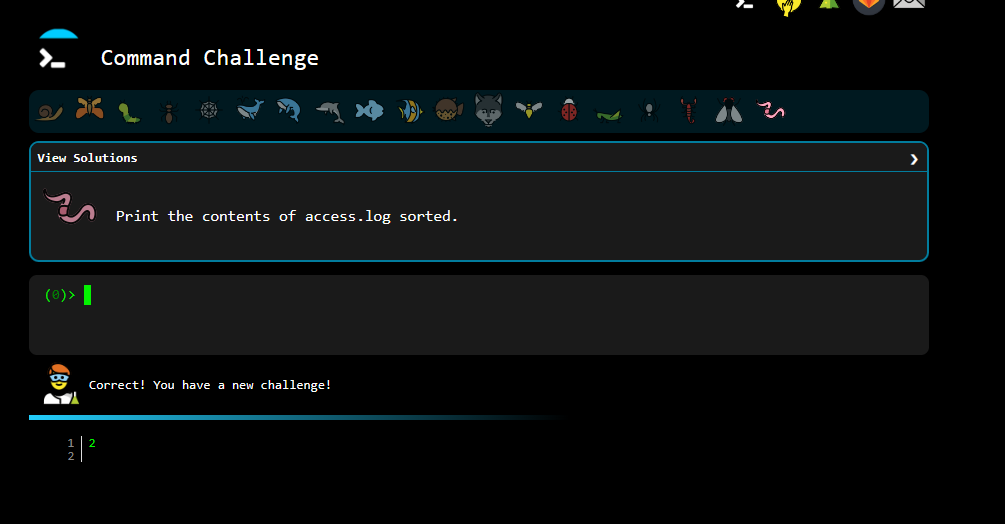 Command Challenge
View Solutions
Print the contents of access.log sorted.
(0)>
Correct! You have a new challenge!
1 2
2